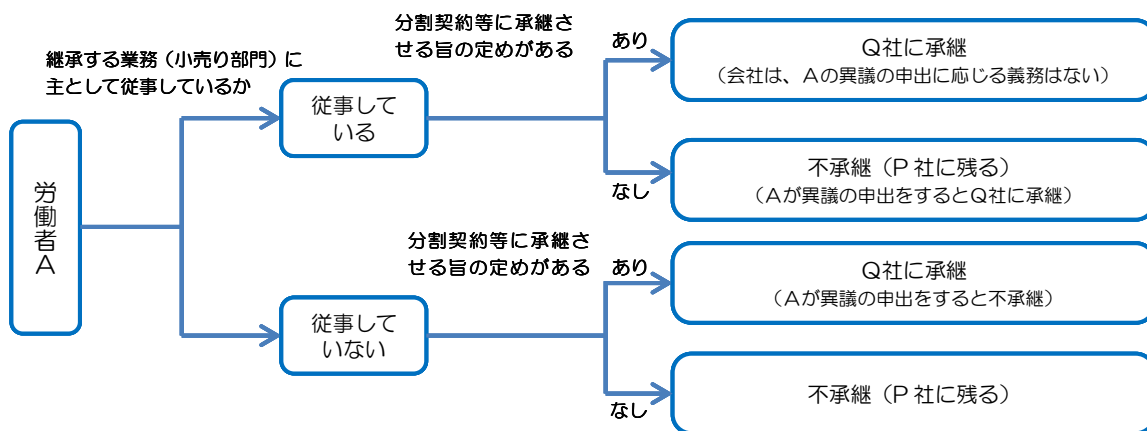 継承する業務（小売り部門）に
主として従事しているか
労働者A
従事して
いる
分割契約等に承継さ
せる旨の定めがある
あり
Q社に承継
（会社は、Aの異議の申出に応じる義務はない）
なし
不承継（P 社に残る）
（Aが異議の申出をするとQ社に承継）
従事して
いない
分割契約等に承継さ
せる旨の定めがある
あり
Q社に承継
（Aが異議の申出をすると不承継）
なし
不承継（P 社に残る）